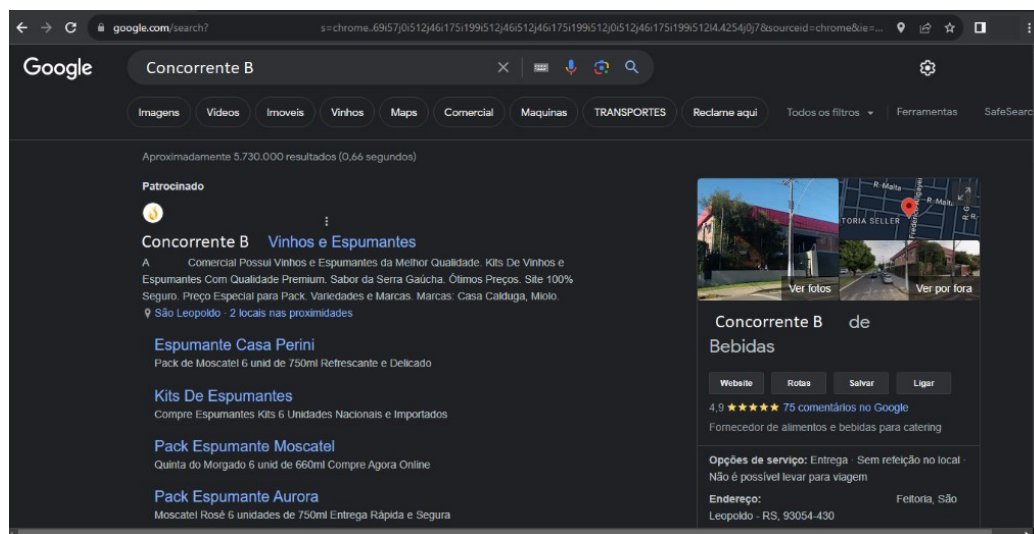 google.com/search?
s=chrome..69i57j0i512j46i175i199i512j46i512j46i175i199i512j0i512j46i175i199i512l4.4254j0j7&sourceid=chrome&ie=...
Google
Concorrente B
Imagens
Vídeos
Imoveis
Vinhos
Maps
Comercial
Maquinas
TRANSPORTES
Reclame aqui
Todos os filtros
Ferramentas
SafeSearc
Aproximadamente 5.730.000 resultados (0,66 segundos)
Patrocinado
Concorrente B Vinhos e Espumantes
A Comercial Possui Vinhos e Espumantes da Melhor Qualidade. Kits De Vinhos e
Espumantes Com Qualidade Premium. Sabor da Serra Gaúcha. Ótimos Preços. Site 100%
Seguro. Preço Especial para Pack. Variedades e Marcas. Marcas: Casa Calduga, Miolo.
São Leopoldo · 2 locais nas proximidades
Espumante Casa Perini
Pack de Moscatel 6 unid de 750ml Refrescante e Delicado
Kits De Espumantes
Compre Espumantes Kits 6 Unidades Nacionais e Importados
Pack Espumante Moscatel
Quinta do Morgado 6 unid de 660ml Compre Agora Online
Pack Espumante Aurora
Moscatel Rosé 6 unidades de 750ml Entrega Rápida e Segura
R. Malta
R. Malta
TORIA SELLER
Ver fotos
Ver por fora
Concorrente B de
Bebidas
Website
Rotas
Salvar
Ligar
4,9 ★★★★★ 75 comentários no Google
Fornecedor de alimentos e bebidas para catering
Opções de serviço: Entrega · Sem refeição no local ·
Não é possível levar para viagem
Endereço: Feitoria, São
Leopoldo - RS, 93054-430